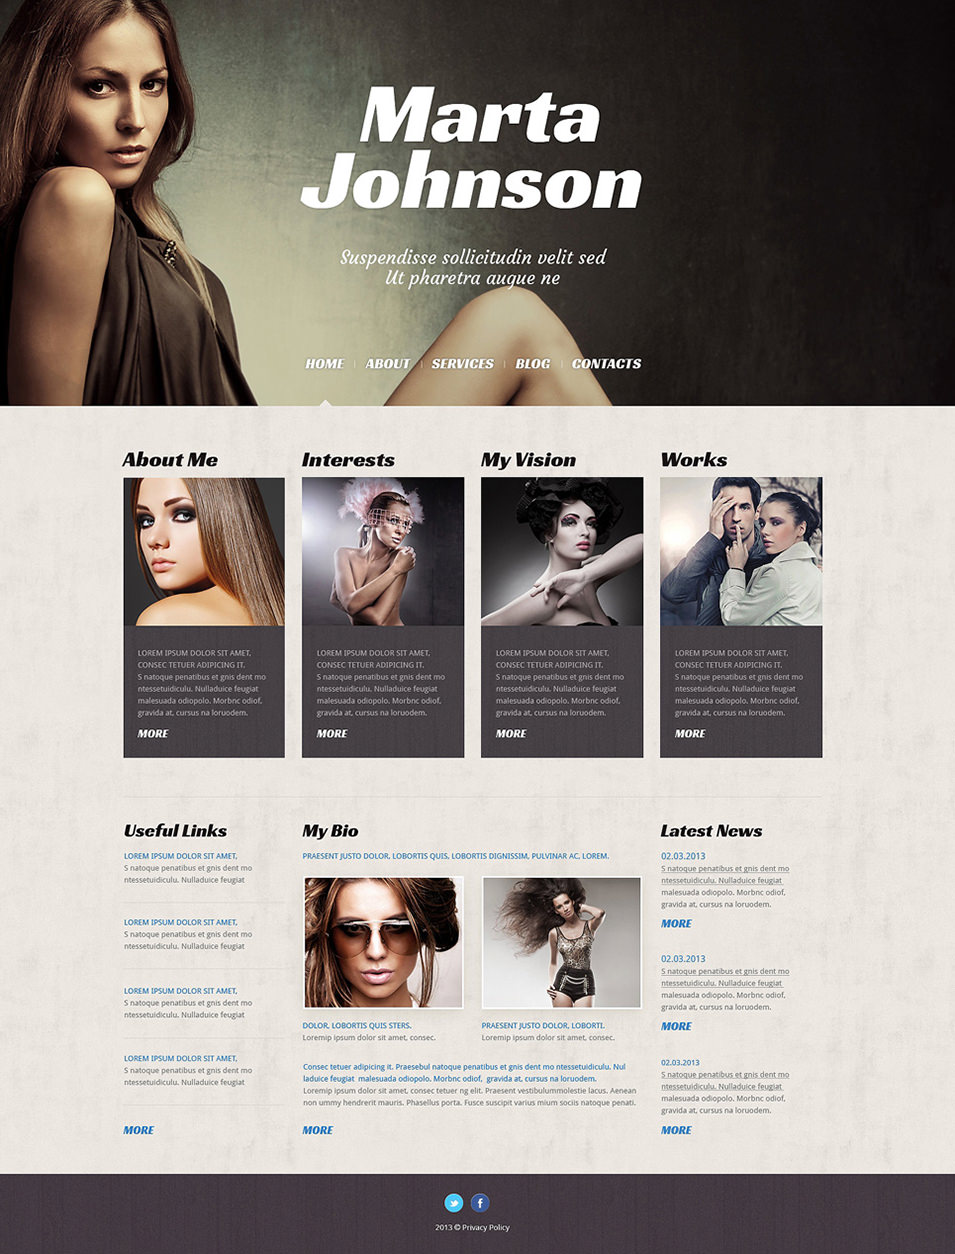 Marta
Johnson
Suspendisse sollicitudin velit sed
Ut pharetra augue ne
HOME ABOUT SERVICES BLOG CONTACTS
About Me
LOREM IPSUM DOLOR SIT AMET,
CONSEC TETUER ADIPICING IT.
S natoque penatibus et gnis dent mo
ntessetuidiculu. Nulladuice feugiat
malesuada odiopolo. Morbnc odiof,
gravida at, cursus na loruodem.
MORE
Interests
LOREM IPSUM DOLOR SIT AMET,
CONSEC TETUER ADIPICING IT.
S natoque penatibus et gnis dent mo
ntessetuidiculu. Nulladuice feugiat
malesuada odiopolo. Morbnc odiof,
gravida at, cursus na loruodem.
MORE
My Vision
LOREM IPSUM DOLOR SIT AMET,
CONSEC TETUER ADIPICING IT.
S natoque penatibus et gnis dent mo
ntessetuidiculu. Nulladuice feugiat
malesuada odiopolo. Morbnc odiof,
gravida at, cursus na loruodem.
MORE
Works
LOREM IPSUM DOLOR SIT AMET,
CONSEC TETUER ADIPICING IT.
S natoque penatibus et gnis dent mo
ntessetuidiculu. Nulladuice feugiat
malesuada odiopolo. Morbnc odiof,
gravida at, cursus na loruodem.
MORE
Useful Links
LOREM IPSUM DOLOR SIT AMET,
S natoque penatibus et gnis dent mo
ntessetuidiculu. Nulladuice feugiat
LOREM IPSUM DOLOR SIT AMET,
S natoque penatibus et gnis dent mo
ntessetuidiculu. Nulladuice feugiat
LOREM IPSUM DOLOR SIT AMET,
S natoque penatibus et gnis dent mo
ntessetuidiculu. Nulladuice feugiat
LOREM IPSUM DOLOR SIT AMET,
S natoque penatibus et gnis dent mo
ntessetuidiculu. Nulladuice feugiat
MORE
My Bio
PRAESENT JUSTO DOLOR, LOBORTIS QUIS, LOBORTIS DIGNISSIM, PULVINAR AC, LOREM.
DOLOR, LOBORTIS QUIS STERS.
Loremip ipsum dolor sit amet, consec.
PRAESENT JUSTO DOLOR, LOBORTI.
Loremip ipsum dolor sit amet, consec.
Consec tetuer adipicing it. Praesebul natoque penatibus et gnis dent mo ntessetuidiculu. Nul
laduice feugiat malesuada odiopolo. Morbnc odiof, gravida at, cursus na loruodem.
Loremip ipsum dolor sit amet, consec tetuer ng elit. Praesent vestibulummolestie lacus. Aenean
non ummy hendrerit mauris. Phasellus porta. Fusce suscipit varius mium sociis natoque penati.
MORE
Latest News
02.03.2013
S natoque penatibus et gnis dent mo
ntessetuidiculu. Nulladuice feugiat
malesuada odiopolo. Morbnc odiof,
gravida at, cursus na loruodem.
MORE
02.03.2013
S natoque penatibus et gnis dent mo
ntessetuidiculu. Nulladuice feugiat
malesuada odiopolo. Morbnc odiof,
gravida at, cursus na loruodem.
MORE
02.03.2013
S natoque penatibus et gnis dent mo
ntessetuidiculu. Nulladuice feugiat
malesuada odiopolo. Morbnc odiof,
gravida at, cursus na loruodem.
MORE
2013 © Privacy Policy